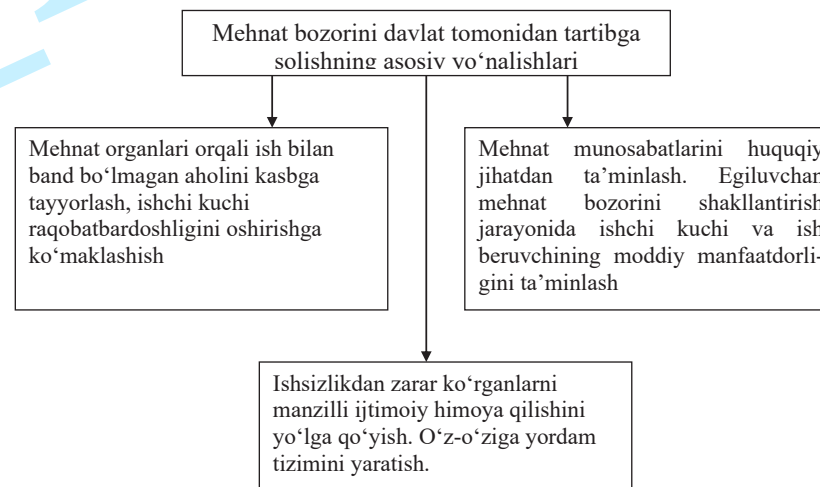 Mehnat bozorini davlat tomonidan tartibga
solishning asosiy yo‘nalishlari
Mehnat organlari orqali ish bilan
band bo‘lmagan aholini kasbga
tayyorlash, ishchi kuchi
raqobatbardoshligini oshirishga
ko‘maklashish
Mehnat munosabatlarini huquqiy
jihatdan ta’minlash. Egiluvchan
mehnat bozorini shakllantirish
jarayonida ishchi kuchi va ish
beruvchining moddiy manfaatdorli-
gini ta’minlash
Ishsizlikdan zarar ko‘rganlarni
manzilli ijtimoiy himoya qilishini
yo‘lga qo‘yish. O‘z-o‘ziga yordam
tizimini yaratish.